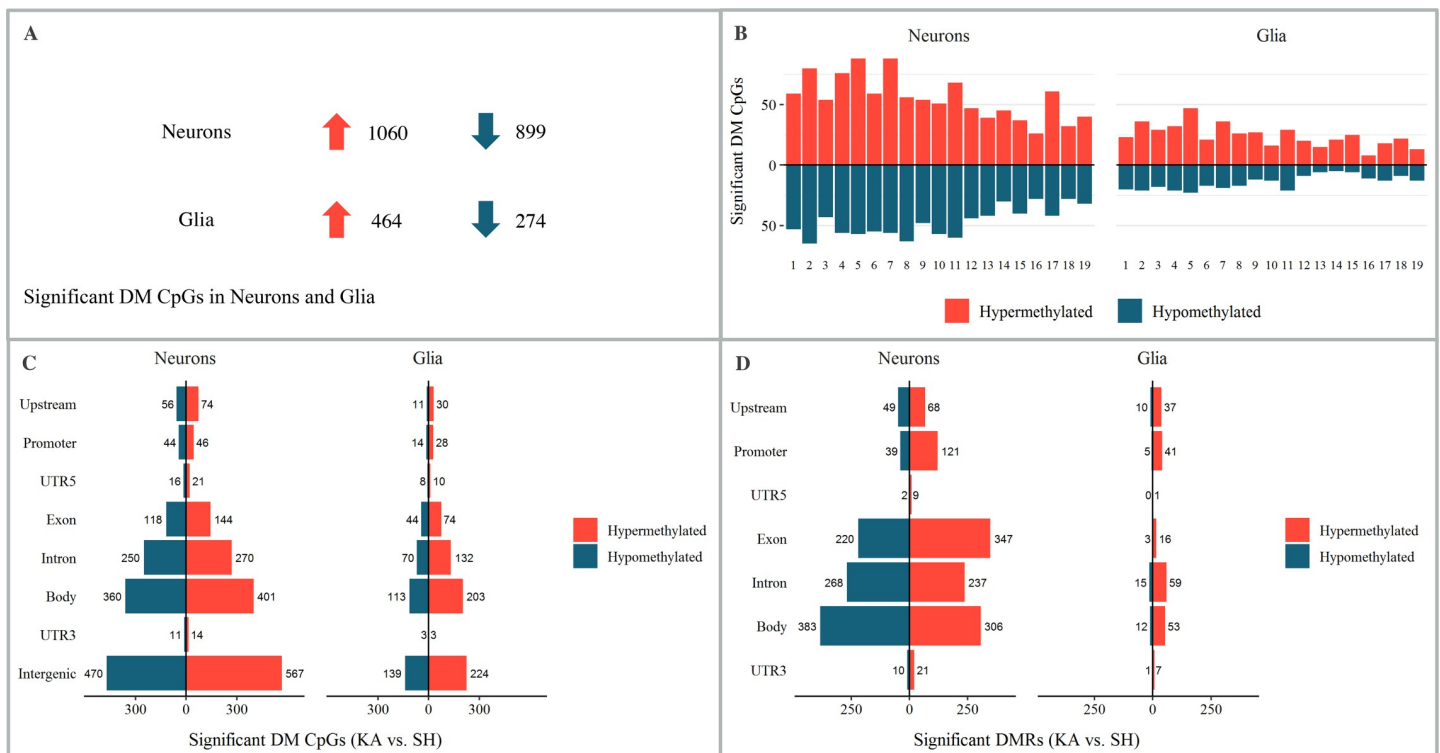 A
Neurons 1060 899
Glia 464 274
Significant DM CpGs in Neurons and Glia
B
Neurons Glia
Significant DM CpGs
50
0
50
1 2 3 4 5 6 7 8 9 10 11 12 13 14 15 16 17 18 19 1 2 3 4 5 6 7 8 9 10 11 12 13 14 15 16 17 18 19
Hypermethylated Hypomethylated
C
Neurons Glia
Upstream 56 74 11 30
Promoter 44 46 14 28
UTR5 16 21 8 10
Exon 118 144 44 74
Intron 250 270 70 132
Body 360 401 113 203
UTR3 11 14 3 3
Intergenic 470 567 139 224
300 0 300 300 0 300
Significant DM CpGs (KA vs. SH)
Hypermethylated
Hypomethylated
D
Neurons Glia
Upstream 49 68 10 37
Promoter 39 121 5 41
UTR5 2 9 0 1
Exon 220 347 3 16
Intron 268 237 15 59
Body 383 306 12 53
UTR3 10 21 1 7
250 0 250 250 0 250
Significant DMRs (KA vs. SH)
Hypermethylated
Hypomethylated